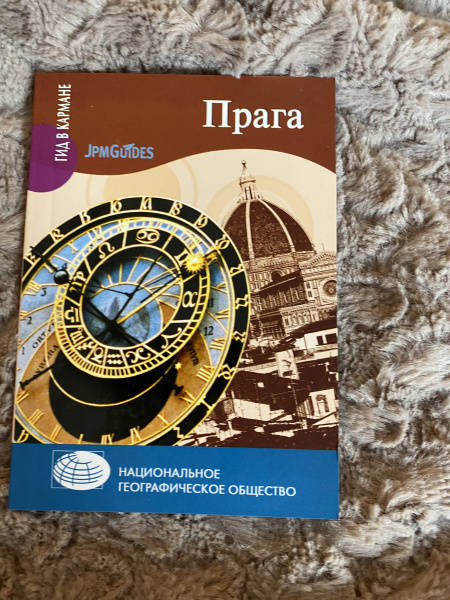 Прага
ГИД В КАРМАНЕ
JPMGUIDES
НАЦИОНАЛЬНОЕ
ГЕОГРАФИЧЕСКОЕ ОБЩЕСТВО